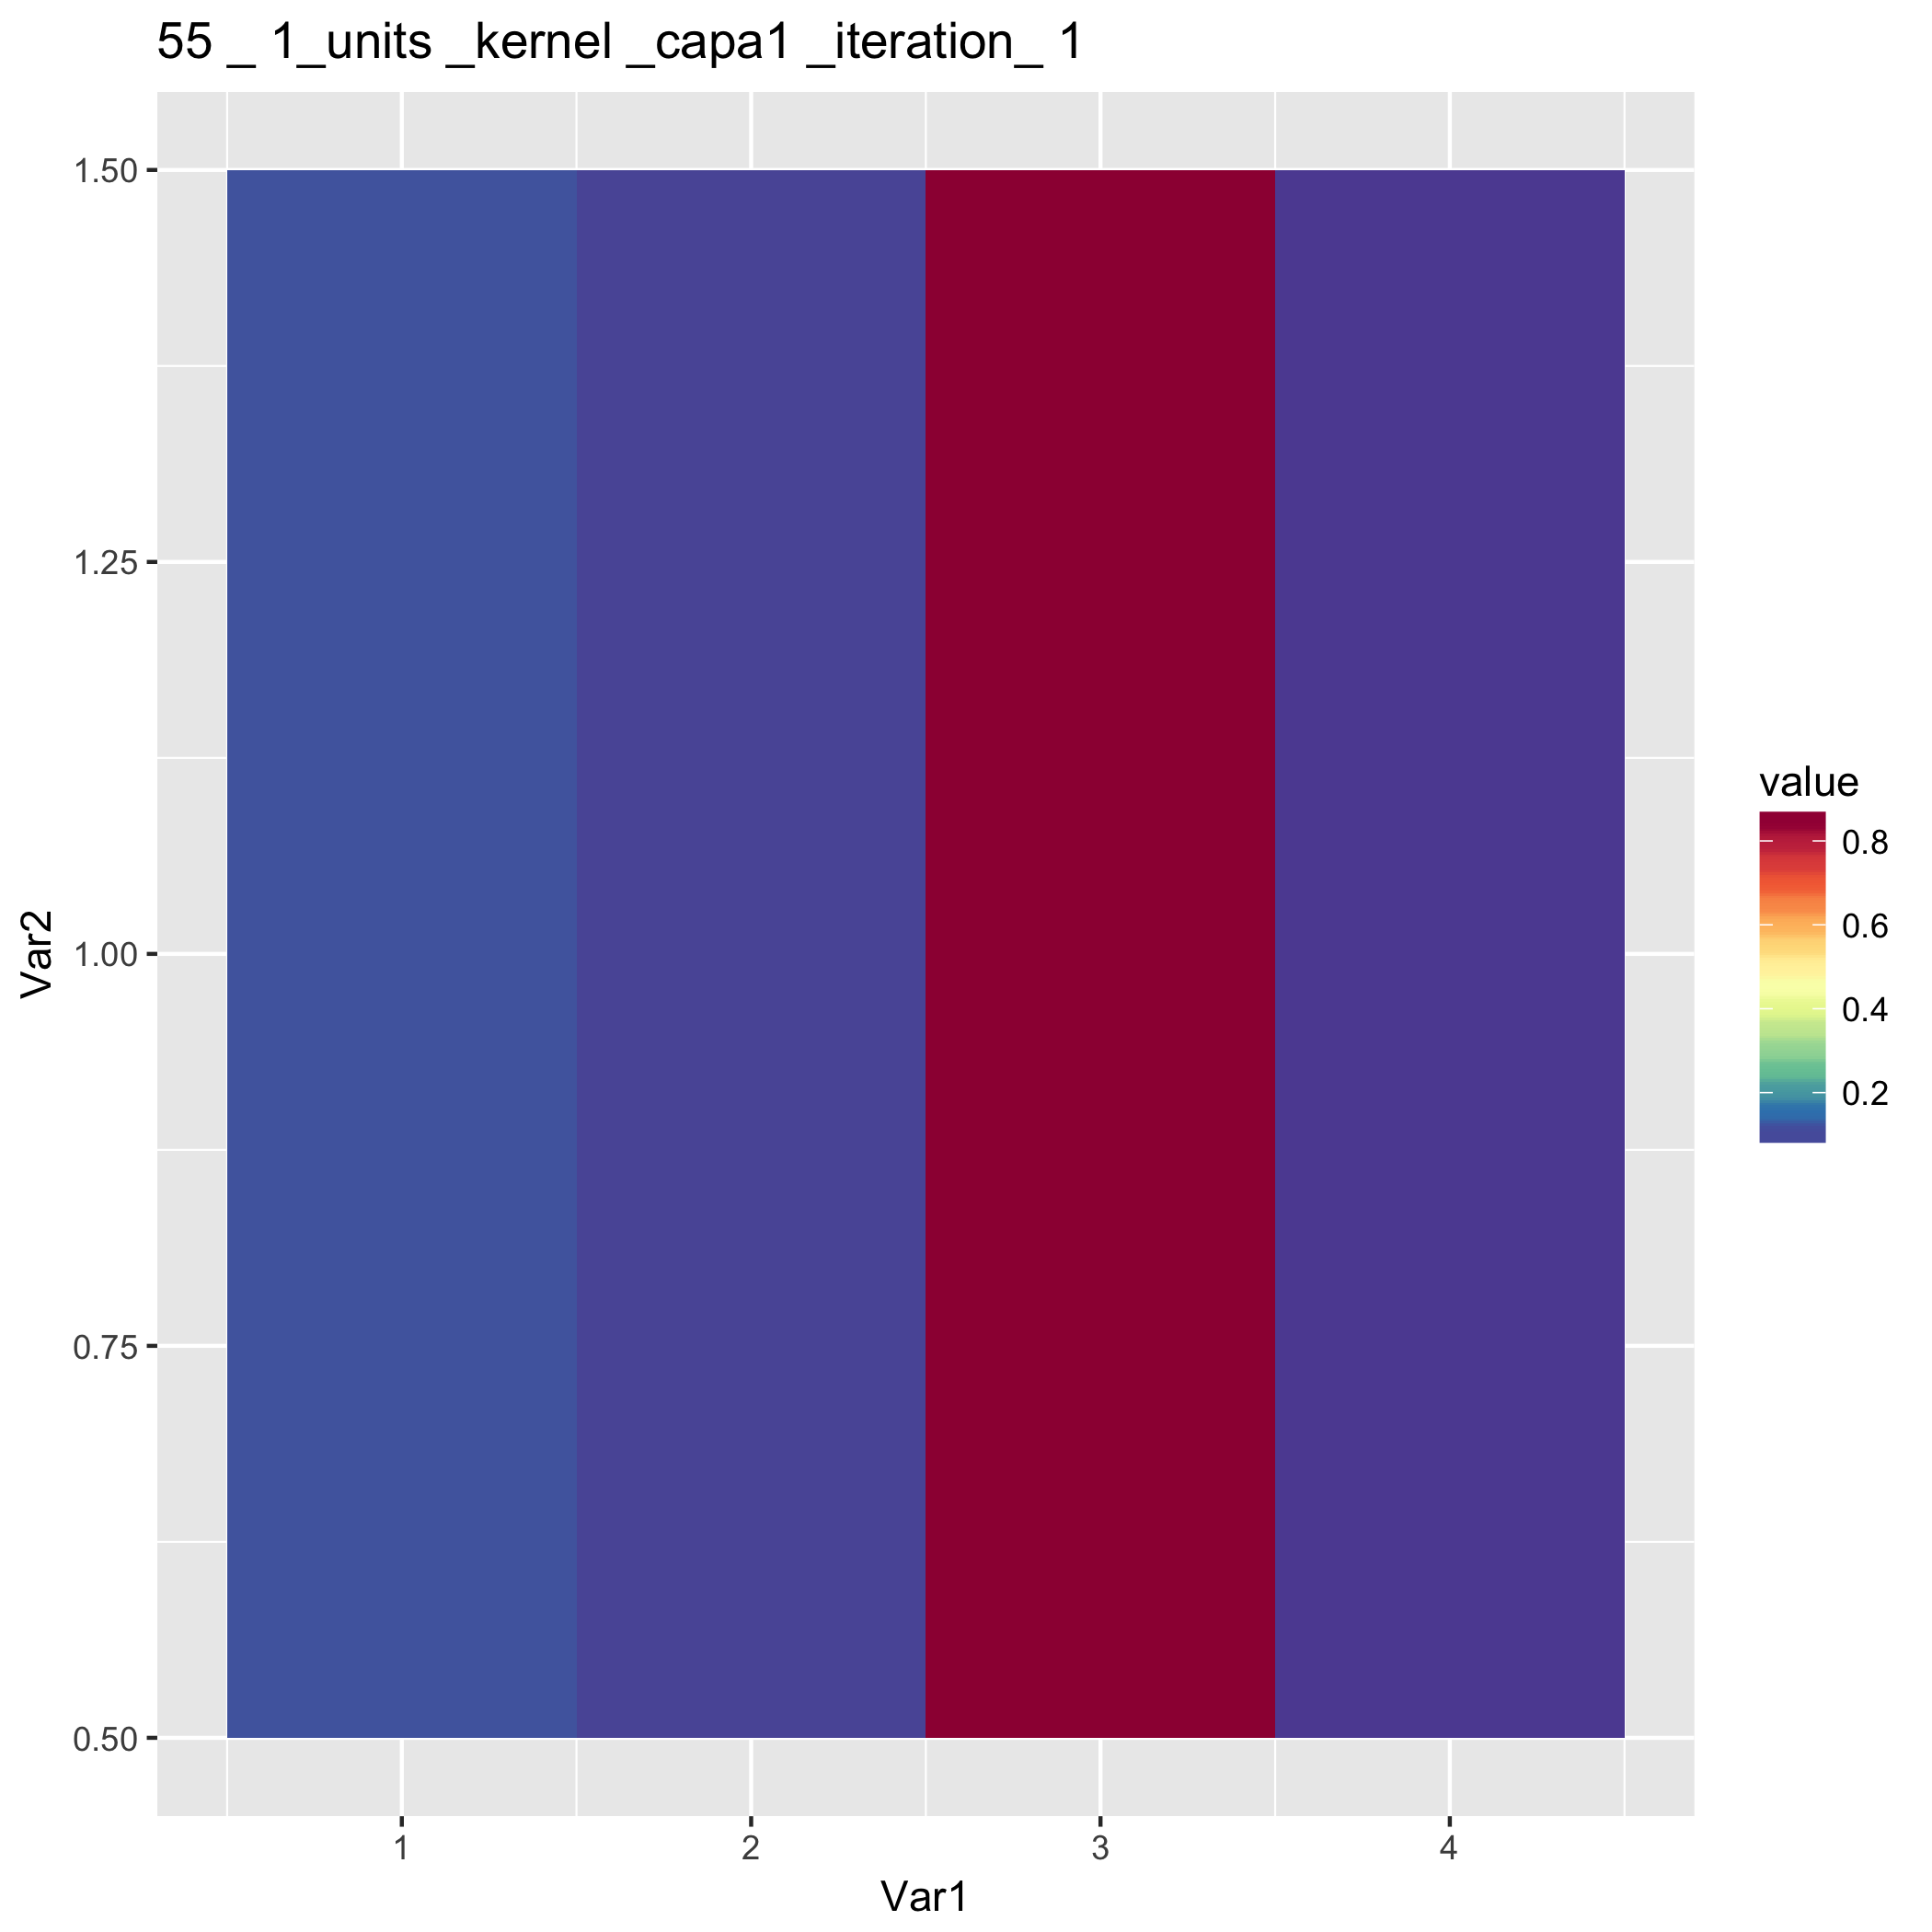 55 _ 1_units _kernel _capa1 _iteration_ 1
1.50
1.25
1.00
0.75
0.50
Var2
1 2 3 4
Var1
value
0.8
0.6
0.4
0.2